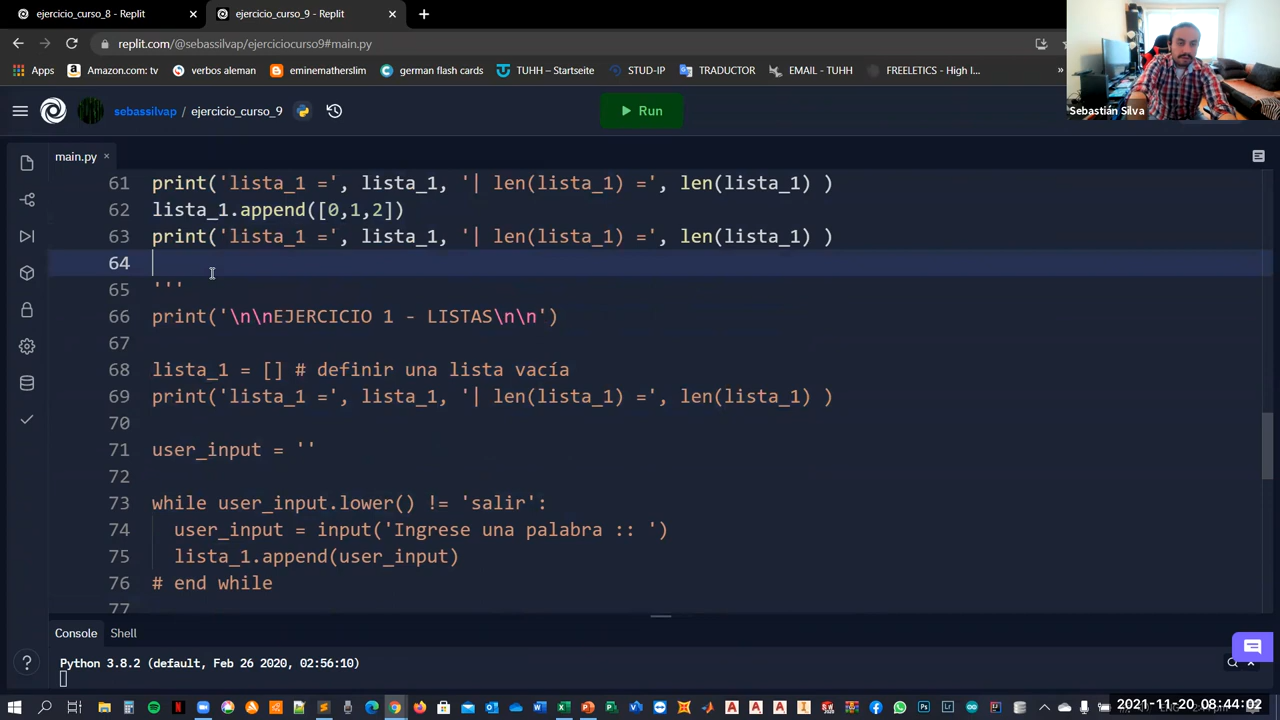 ejercicio_curso_8 - Replit
ejercicio_curso_9 - Replit
replit.com/@sebassilvap/ejerciciocurso9#main.py
Apps
Amazon.com: tv
verbos aleman
eminematherslim
german flash cards
TUHH – Startseite
STUD-IP
TRADUCTOR
EMAIL - TUHH
FREELETICS - High I...
»
Sebastián Silva
sebassilvap / ejercicio_curso_9
Run
main.py
61 print('lista_1 =', lista_1, '| len(lista_1) =', len(lista_1) )
62 lista_1.append([0,1,2])
63 print('lista_1 =', lista_1, '| len(lista_1) =', len(lista_1) )
64
65 '''
66 print('\n\nEJERCICIO 1 - LISTAS\n\n')
67
68 lista_1 = [] # definir una lista vacía
69 print('lista_1 =', lista_1, '| len(lista_1) =', len(lista_1) )
70
71 user_input = ''
72
73 while user_input.lower() != 'salir':
74 user_input = input('Ingrese una palabra :: ')
75 lista_1.append(user_input)
76 # end while
77
Console
Shell
Python 3.8.2 (default, Feb 26 2020, 02:56:10)
2021-11-20 08:44:02